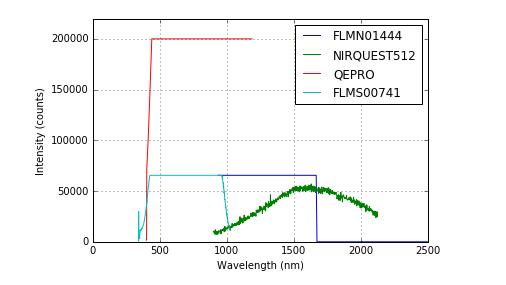 200000
150000
100000
50000
0
Intensity (counts)
FLMN01444
NIRQUEST512
QEPRO
FLMS00741
0 500 1000 1500 2000 2500
Wavelength (nm)